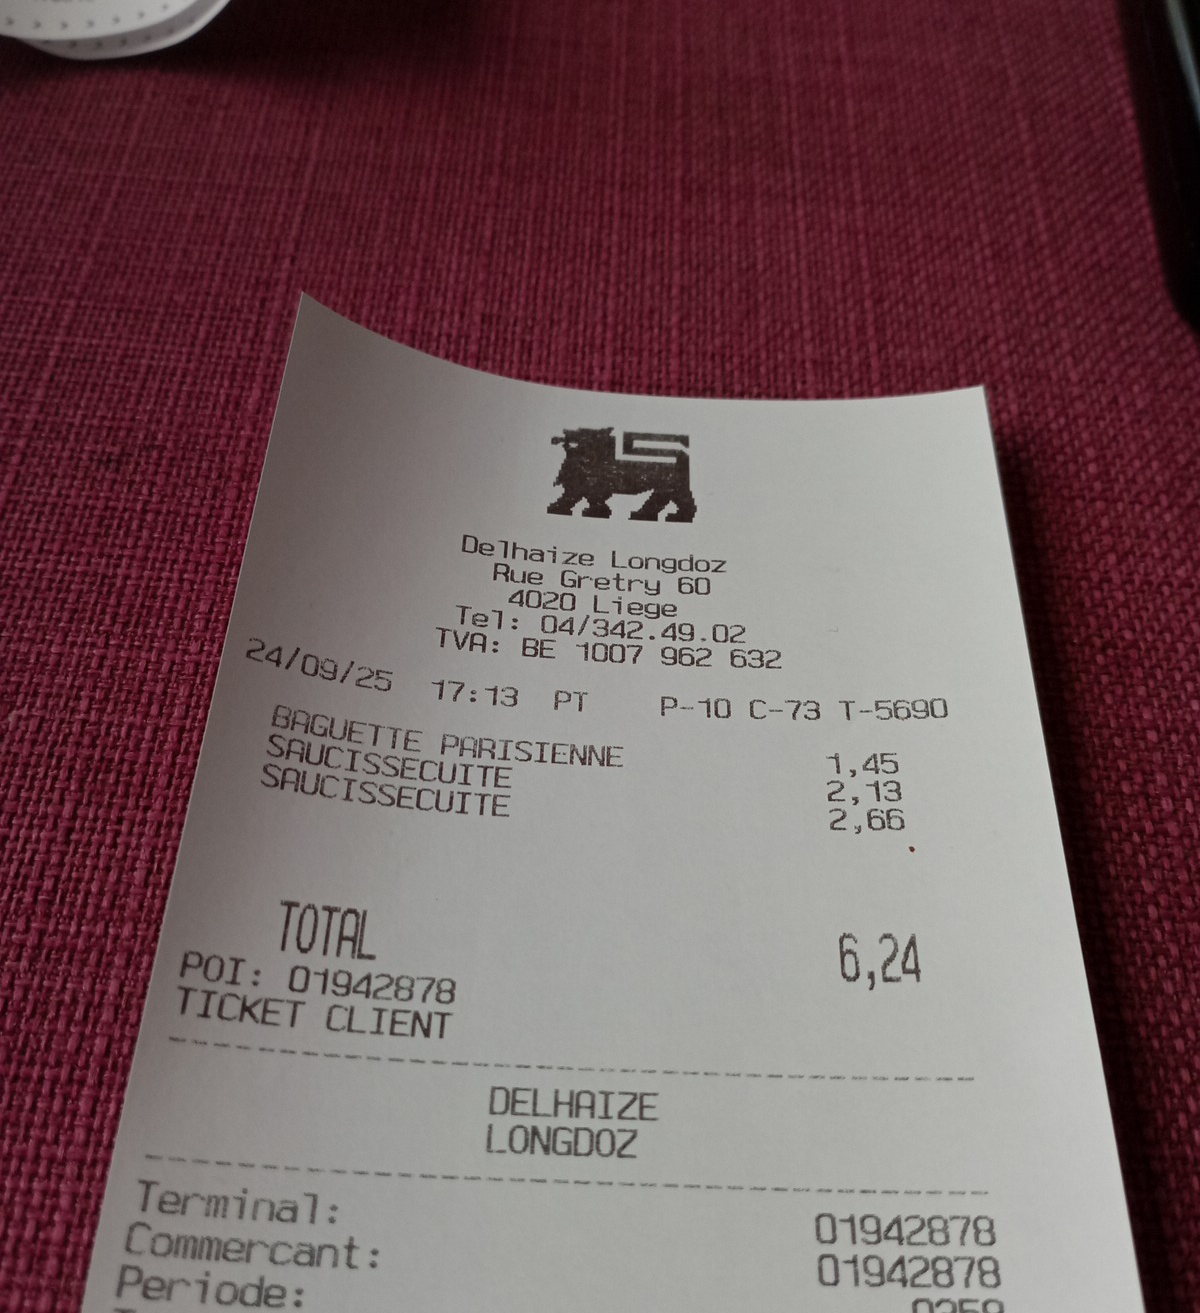 Delhaize Longdoz
Rue Gretry 60
4020 Liege
Tel: 04/342.49.02
TVA: BE 1007 962 632
24/09/25 17:13 PT P-10 C-73 T-5690
BAGUETTE PARISIENNE 1,45
SAUCISSECUITE 2,13
SAUCISSECUITE 2,66
TOTAL 6,24
POI: 01942878
TICKET CLIENT
DELHAIZE
LONGDOZ
Terminal: 01942878
Commercant: 01942878
Periode: